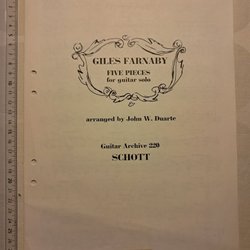 GILES FARNABY
FIVE PIECES
for guitar solo
arranged by John W. Duarte
Guitar Archive 220
SCHOTT